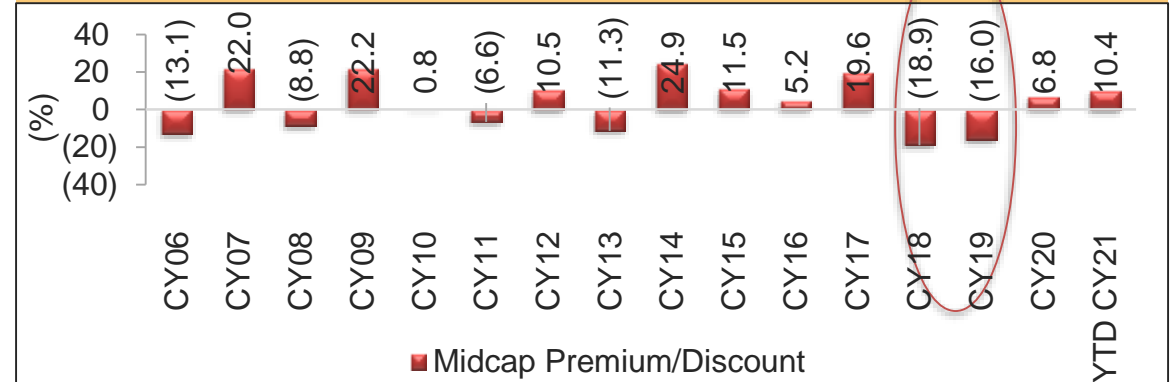 (%)
40
20
0
(20)
(40)
(13.1)
22.0
(8.8)
22.2
0.8
(6.6)
10.5
(11.3)
24.9
11.5
5.2
19.6
(18.9)
(16.0)
6.8
10.4
CY06
CY07
CY08
CY09
CY10
CY11
CY12
CY13
CY14
CY15
CY16
CY17
CY18
CY19
CY20
YTD CY21
Midcap Premium/Discount